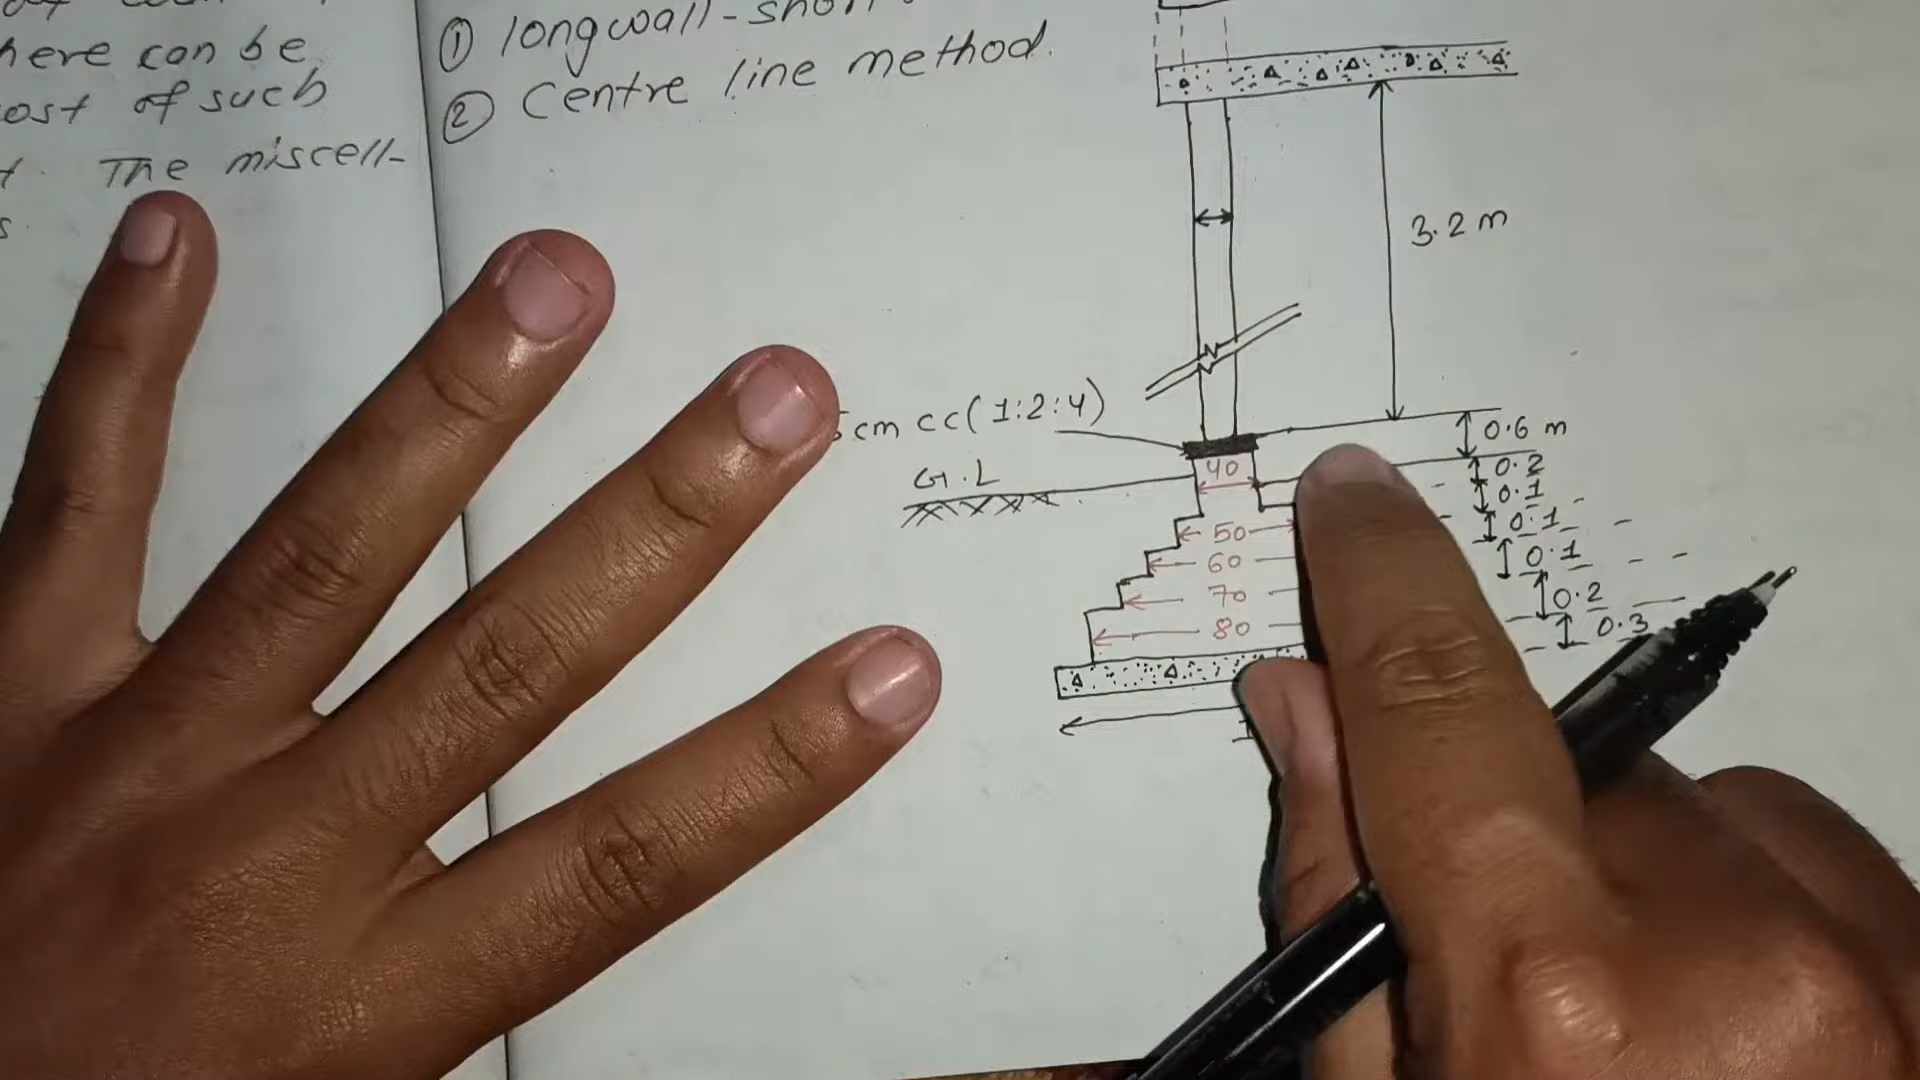 here can be
ost of such
The miscell-
① longwall-short
② Centre line method.
3.2 m
cm cc (1:2:4)
0.6 m
G.L
40
0.2
0.1
50
0.1
60
0.1
70
0.2
80
0.3